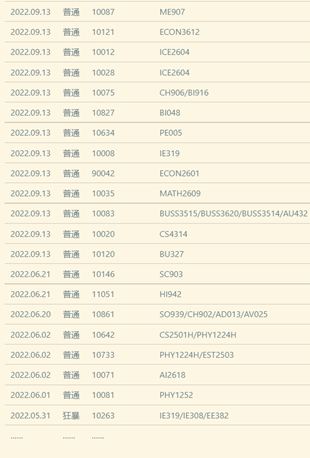 2022.09.13 普通 10087 ME907
2022.09.13 普通 10121 ECON3612
2022.09.13 普通 10012 ICE2604
2022.09.13 普通 10028 ICE2604
2022.09.13 普通 10075 CH906/BI916
2022.09.13 普通 10827 BI048
2022.09.13 普通 10634 PE005
2022.09.13 普通 10008 IE319
2022.09.13 普通 90042 ECON2601
2022.09.13 普通 10035 MATH2609
2022.09.13 普通 10083 BUSS3515/BUSS3620/BUSS3514/AU432
2022.09.13 普通 10020 CS4314
2022.09.13 普通 10120 BU327
2022.06.21 普通 10146 SC903
2022.06.21 普通 11051 HI942
2022.06.20 普通 10861 SO939/CH902/AD013/AV025
2022.06.02 普通 10642 CS2501H/PHY1224H
2022.06.02 普通 10733 PHY1224H/EST2503
2022.06.02 普通 10071 AI2618
2022.06.01 普通 10081 PHY1252
2022.05.31 狂暴 10263 IE319/IE308/EE382
...... ...... ......